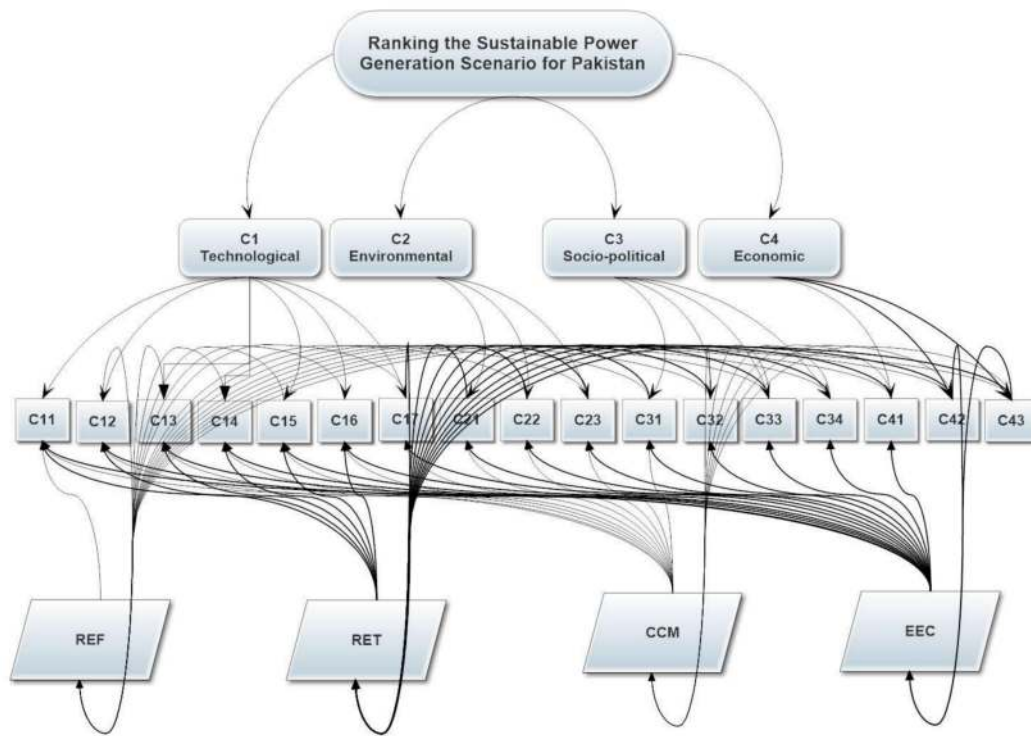 Ranking the Sustainable Power
Generation Scenario for Pakistan
C1
Technological
C2
Environmental
C3
Socio-political
C4
Economic
C11
C12
C13
C14
C15
C16
C17
C21
C22
C23
C31
C32
C33
C34
C41
C42
C43
REF
RET
CCM
EEC